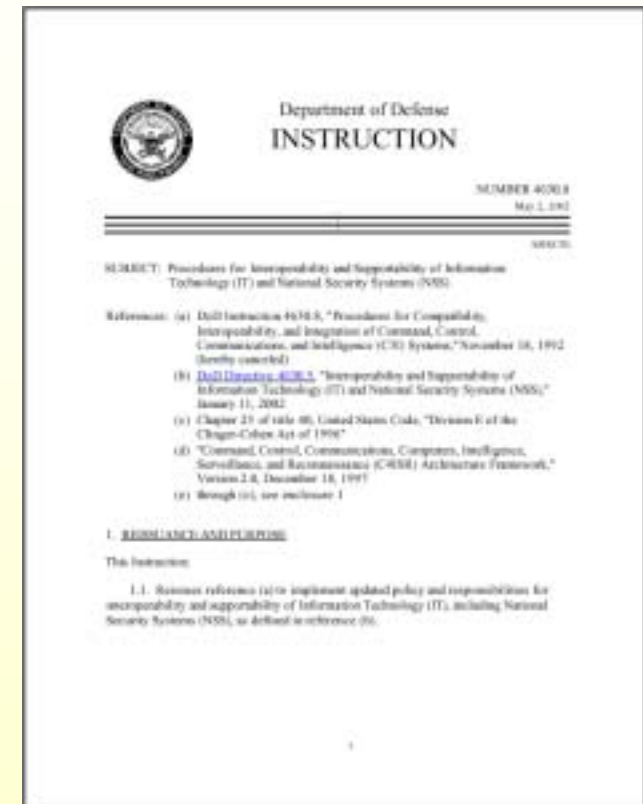 Department of Defense
INSTRUCTION
NUMBER 4630.8
May 2, 2002
SUBJECT: Procedures for Interoperability and Supportability of Information
Technology (IT) and National Security Systems (NSS)
References: (a) DoD Instruction 4630.8, "Procedures for Compatibility,
Interoperability, and Integration of Command, Control,
Communications, and Intelligence (C3I) Systems," November 18, 1992
(hereby canceled)
(b) DoD Directive 4630.5, "Interoperability and Supportability of
Information Technology (IT) and National Security Systems (NSS),"
January 11, 2002
(c) Chapter 25 of title 40, United States Code, "Division E of the
Clinger-Cohen Act of 1996"
(d) "Command, Control, Communications, Computers, Intelligence,
Surveillance, and Reconnaissance (C4ISR) Architecture Framework,"
Version 2.0, December 18, 1997
(e) through (o), see enclosure 1
1. REISSUANCE AND PURPOSE
This Instruction:
1.1. Reissues reference (a) to implement updated policy and responsibilities for
interoperability and supportability of Information Technology (IT), including National
Security Systems (NSS), as defined in reference (b).
1